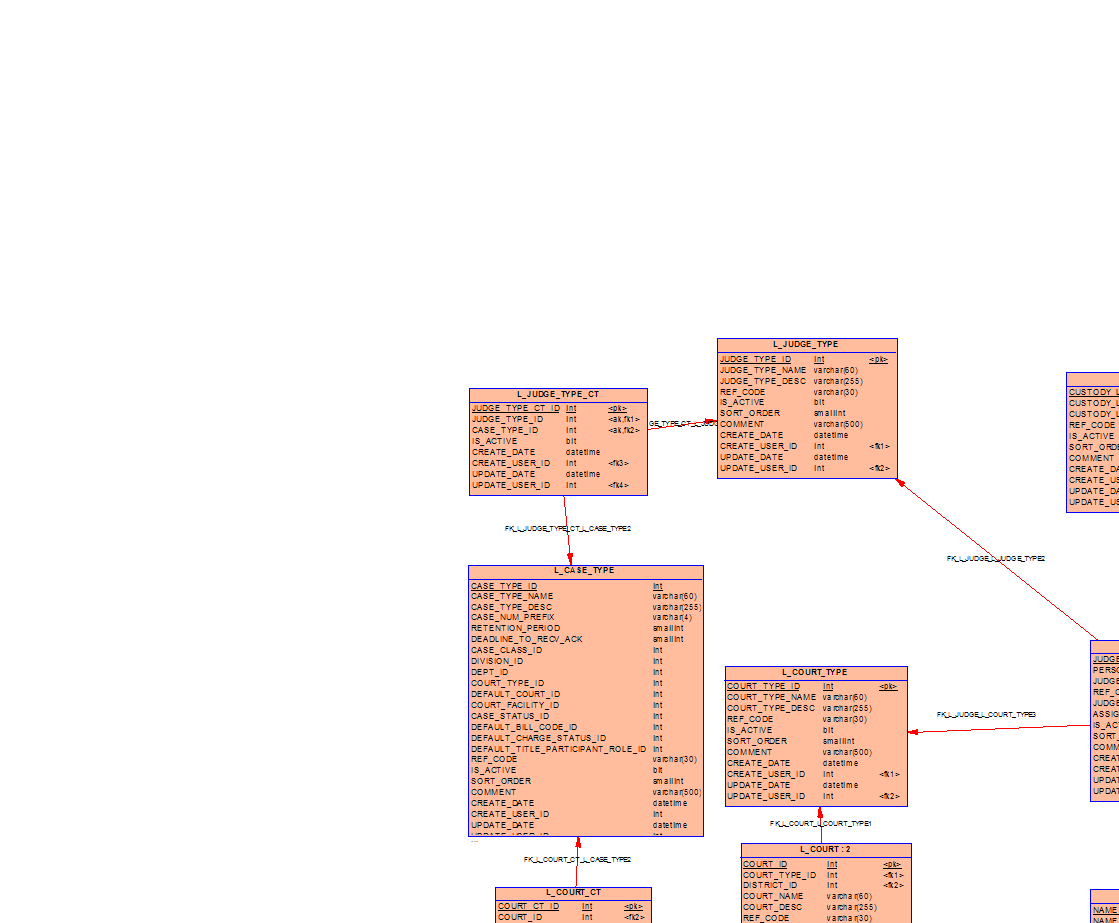 L_JUDGE_TYPE
JUDGE_TYPE_ID int <pk>
JUDGE_TYPE_NAME varchar(60)
JUDGE_TYPE_DESC varchar(255)
REF_CODE varchar(30)
IS_ACTIVE bit
SORT_ORDER smallint
COMMENT varchar(500)
CREATE_DATE datetime
CREATE_USER_ID int <fk1>
UPDATE_DATE datetime
UPDATE_USER_ID int <fk2>
L_JUDGE_TYPE_CT
JUDGE_TYPE_CT_ID int <pk>
JUDGE_TYPE_ID int <ak,fk1>
CASE_TYPE_ID int <ak,fk2>
IS_ACTIVE bit
CREATE_DATE datetime
CREATE_USER_ID int <fk3>
UPDATE_DATE datetime
UPDATE_USER_ID int <fk4>
CUSTODY_L
CUSTODY_L
CUSTODY_L
REF_CODE
IS_ACTIVE
SORT_ORDE
COMMENT
CREATE_DA
CREATE_US
UPDATE_DA
UPDATE_US
FK_L_JUDGE_TYPE_CT_L_CASE_TYPE2
FK_L_JUDGE_L_JUDGE_TYPE2
L_CASE_TYPE
CASE_TYPE_ID int
CASE_TYPE_NAME varchar(60)
CASE_TYPE_DESC varchar(255)
CASE_NUM_PREFIX varchar(4)
RETENTION_PERIOD smallint
DEADLINE_TO_RECV_ACK smallint
CASE_CLASS_ID int
DIVISION_ID int
DEPT_ID int
COURT_TYPE_ID int
DEFAULT_COURT_ID int
COURT_FACILITY_ID int
CASE_STATUS_ID int
DEFAULT_BILL_CODE_ID int
DEFAULT_CHARGE_STATUS_ID int
DEFAULT_TITLE_PARTICIPANT_ROLE_ID int
REF_CODE varchar(30)
IS_ACTIVE bit
SORT_ORDER smallint
COMMENT varchar(500)
CREATE_DATE datetime
CREATE_USER_ID int
UPDATE_DATE datetime
UPDATE_USER_ID int
...
L_COURT_TYPE
COURT_TYPE_ID int <pk>
COURT_TYPE_NAME varchar(60)
COURT_TYPE_DESC varchar(255)
REF_CODE varchar(30)
IS_ACTIVE bit
SORT_ORDER smallint
COMMENT varchar(500)
CREATE_DATE datetime
CREATE_USER_ID int <fk1>
UPDATE_DATE datetime
UPDATE_USER_ID int <fk2>
FK_L_JUDGE_L_COURT_TYPE3
JUDGE
PERSO
JUDGE
REF_C
JUDGE
ASSIG
IS_AC
SORT_
COMM
CREAT
CREAT
UPDAT
UPDAT
FK_L_COURT_L_COURT_TYPE1
FK_L_COURT_CT_L_CASE_TYPE2
L_COURT_CT
COURT_CT_ID int <pk>
COURT_ID int <fk2>
L_COURT : 2
COURT_ID int <pk>
COURT_TYPE_ID int <fk1>
DISTRICT_ID int <fk2>
COURT_NAME varchar(60)
COURT_DESC varchar(255)
REF_CODE varchar(30)
NAME
NAME